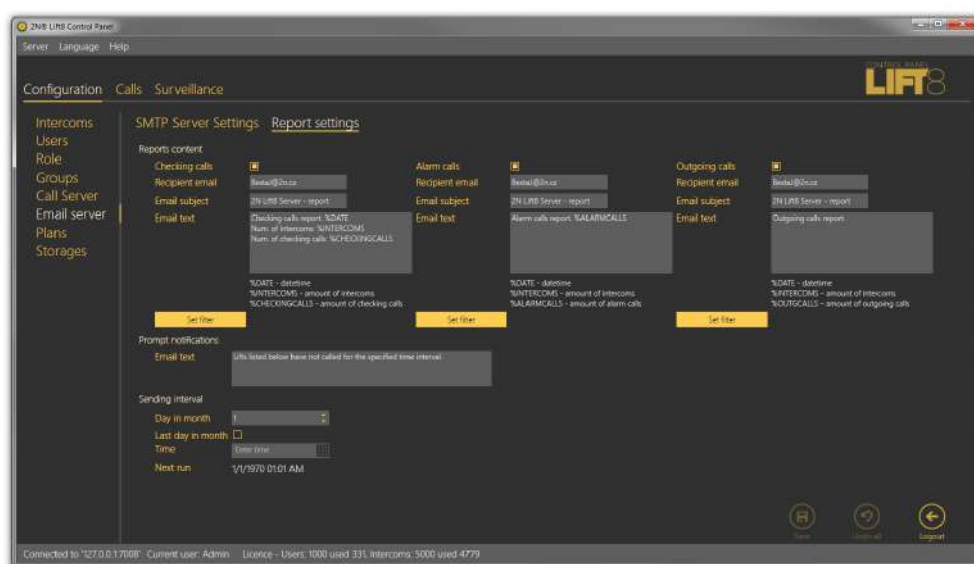 2N® Lift8 Control Panel
Server Language Help
CONTROL PANEL
LIFT8
Configuration Calls Surveillance
Intercoms
Users
Role
Groups
Call Server
Email server
Plans
Storages
SMTP Server Settings Report settings
Reports content
Checking calls Alarm calls Outgoing calls
Recipient email Recipient email Recipient email
Email subject 2N Lift8 Server - report Email subject 2N Lift8 Server - report Email subject 2N Lift8 Server - report
Email text Checking calls report: %DATE Email text Alarm calls report: %ALARMCALLS Email text Outgoing calls report
Num. of intercoms: %INTERCOMS
Num. of checking calls: %CHECKINGCALLS
%DATE - datetime %DATE - datetime %DATE - datetime
%INTERCOMS - amount of intercoms %INTERCOMS - amount of intercoms %INTERCOMS - amount of intercoms
%CHECKINGCALLS - amount of checking calls %ALARMCALLS - amount of alarm calls %OUTGCALLS - amount of outgoing calls
Set filter Set filter Set filter
Prompt notifications
Email text Lifts listed below have not called for the specified time interval.
Sending interval
Day in month 1
Last day in month
Time Enter time
Next run 1/1/1970 01:01 AM
Save Undo all Logout
Connected to '127.0.0.1:7008' Current user: Admin Licence - Users: 1000 used 331, Intercoms: 5000 used 4779